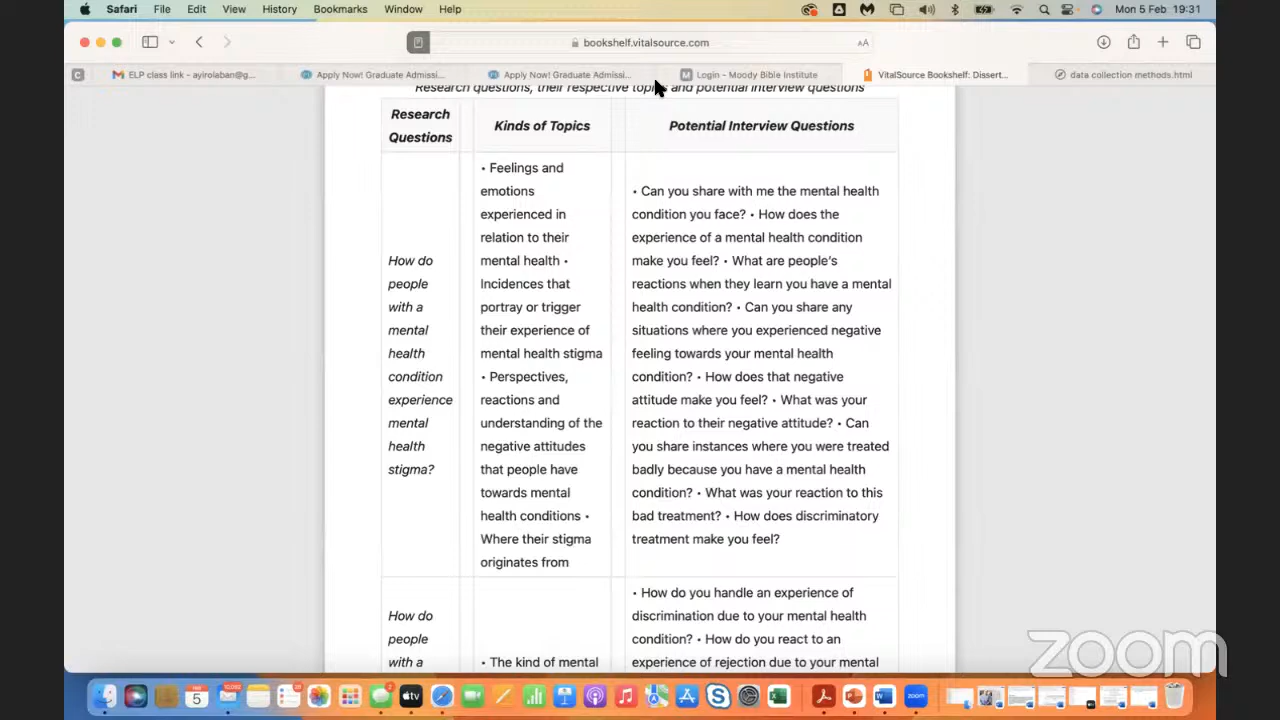 Safari File Edit View History Bookmarks Window Help Mon 5 Feb 19:31
bookshelf.vitalsource.com
AA
C ELP class link - ayirolaban@g... Apply Now! Graduate Admissi... Apply Now! Graduate Admissi... M Login – Moody Bible Institute VitalSource Bookshelf: Dissert... data collection methods.html
Research questions, their respective topics and potential interview questions
Research
Questions
Kinds of Topics
Potential Interview Questions
How do
people
with a
mental
health
condition
experience
mental
health
stigma?
• Feelings and
emotions
experienced in
relation to their
mental health •
Incidences that
portray or trigger
their experience of
mental health stigma
• Perspectives,
reactions and
understanding of the
negative attitudes
that people have
towards mental
health conditions •
Where their stigma
originates from
• Can you share with me the mental health
condition you face? • How does the
experience of a mental health condition
make you feel? • What are people's
reactions when they learn you have a mental
health condition? • Can you share any
situations where you experienced negative
feeling towards your mental health
condition? • How does that negative
attitude make you feel? • What was your
reaction to their negative attitude? • Can
you share instances where you were treated
badly because you have a mental health
condition? • What was your reaction to this
bad treatment? • How does discriminatory
treatment make you feel?
How do
people
with a
• The kind of mental
• How do you handle an experience of
discrimination due to your mental health
condition? • How do you react to an
experience of rejection due to your mental
zoom